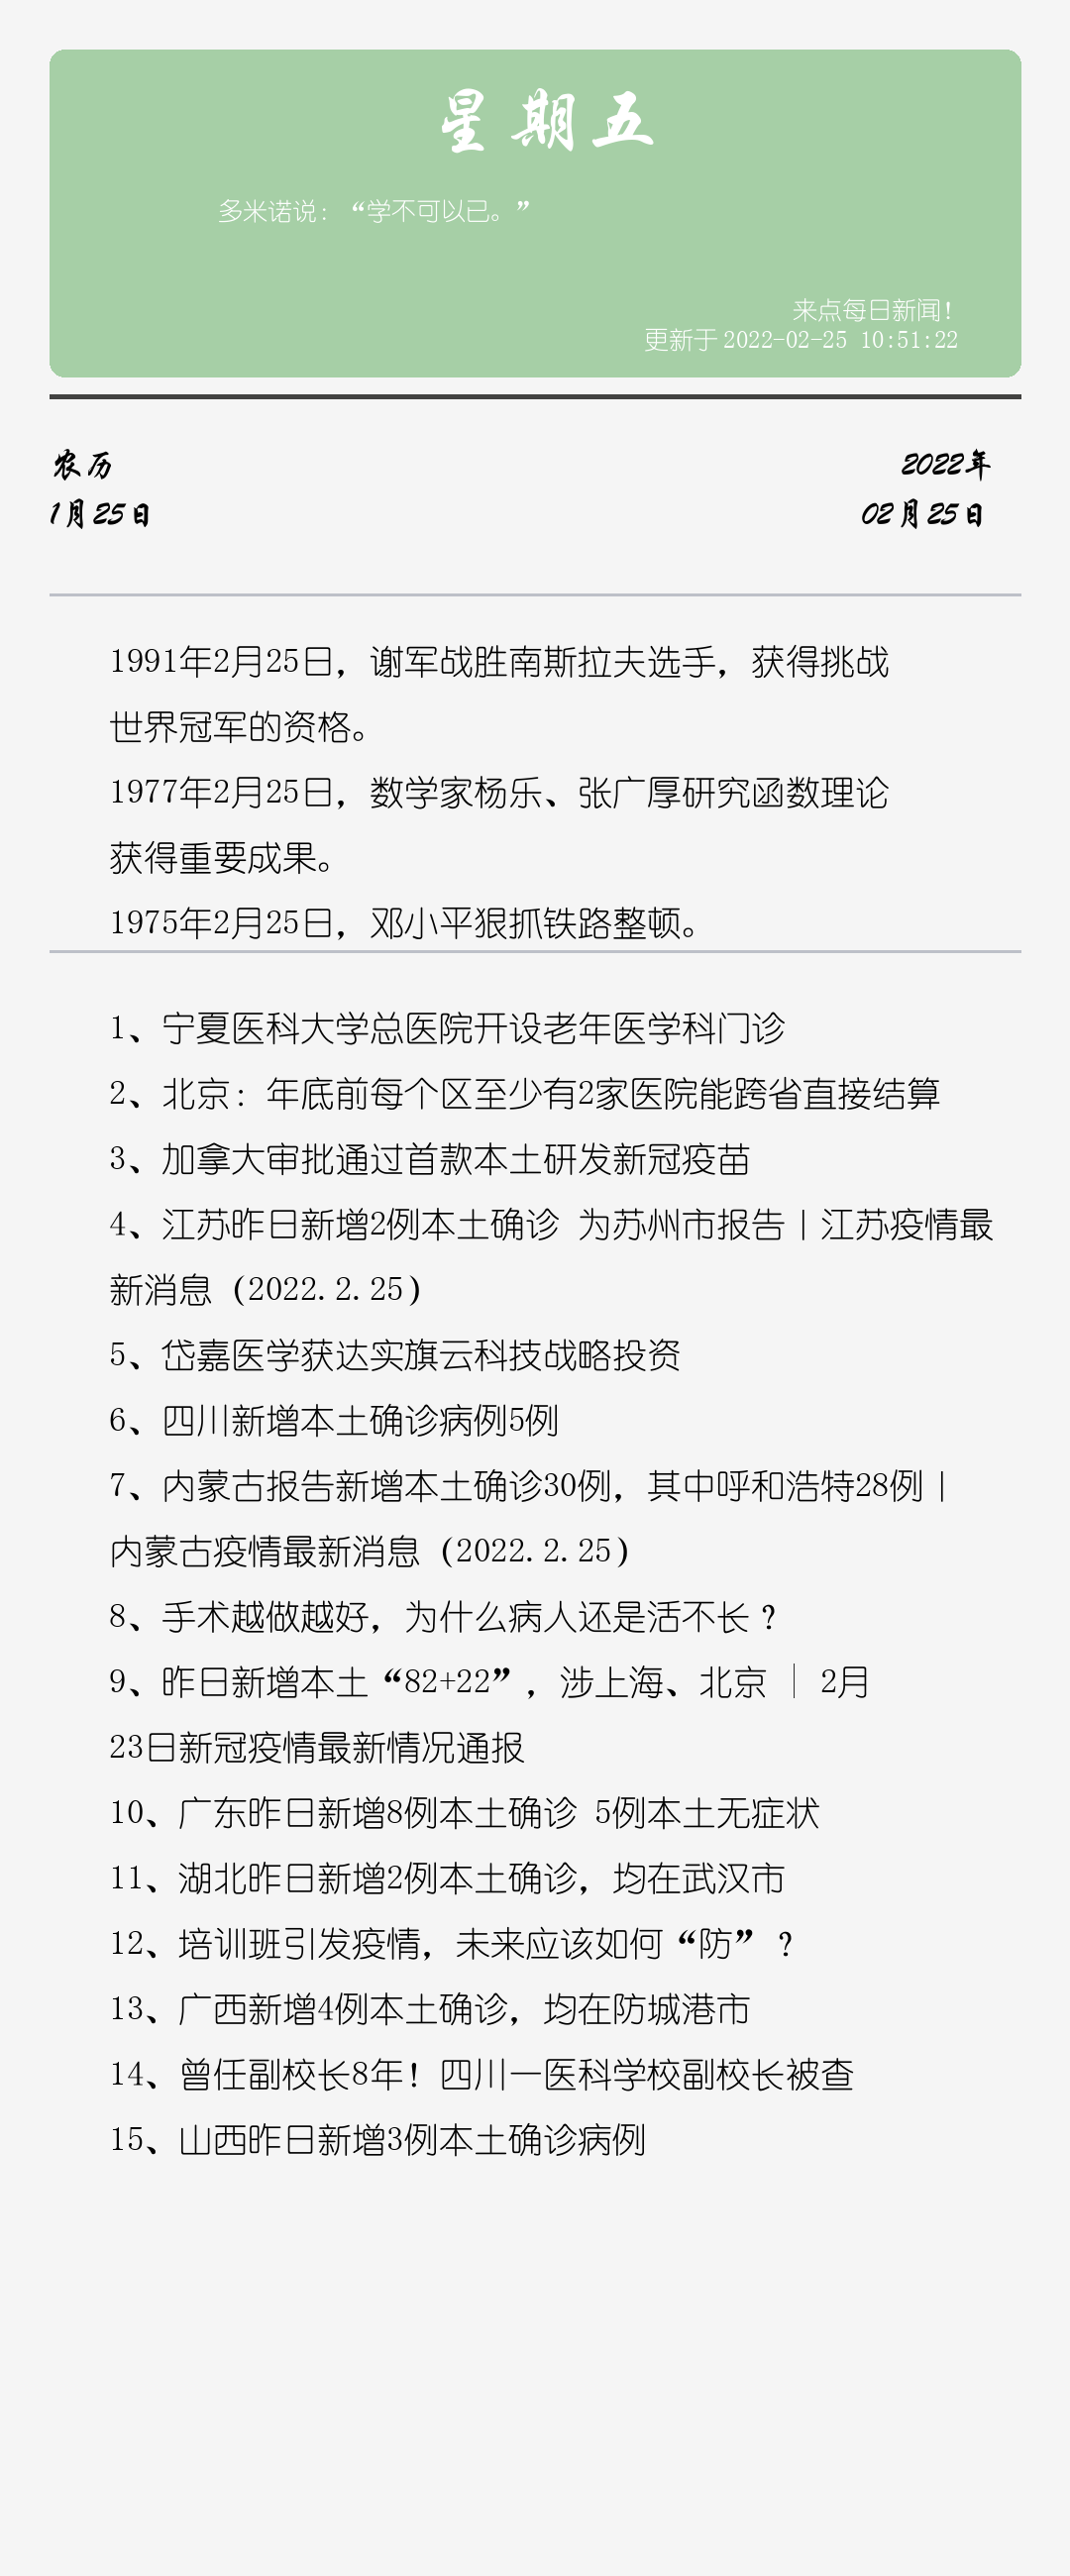 星期五
多米诺说：“学不可以已。”
来点每日新闻！
更新于2022-02-25 10:51:22
农历
2022年
1月25日
02月25日
1991年2月25日，谢军战胜南斯拉夫选手，获得挑战
世界冠军的资格。
1977年2月25日，数学家杨乐、张广厚研究函数理论
获得重要成果。
1975年2月25日，邓小平狠抓铁路整顿。
1、宁夏医科大学总医院开设老年医学科门诊
2、北京：年底前每个区至少有2家医院能跨省直接结算
3、加拿大审批通过首款本土研发新冠疫苗
4、江苏昨日新增2例本土确诊 为苏州市报告丨江苏疫情最
新消息（2022.2.25）
5、岱嘉医学获达实旗云科技战略投资
6、四川新增本土确诊病例5例
7、内蒙古报告新增本土确诊30例，其中呼和浩特28例丨
内蒙古疫情最新消息（2022.2.25）
8、手术越做越好，为什么病人还是活不长？
9、昨日新增本土“82+22”，涉上海、北京 │ 2月
23日新冠疫情最新情况通报
10、广东昨日新增8例本土确诊 5例本土无症状
11、湖北昨日新增2例本土确诊，均在武汉市
12、培训班引发疫情，未来应该如何“防”？
13、广西新增4例本土确诊，均在防城港市
14、曾任副校长8年！四川一医科学校副校长被查
15、山西昨日新增3例本土确诊病例